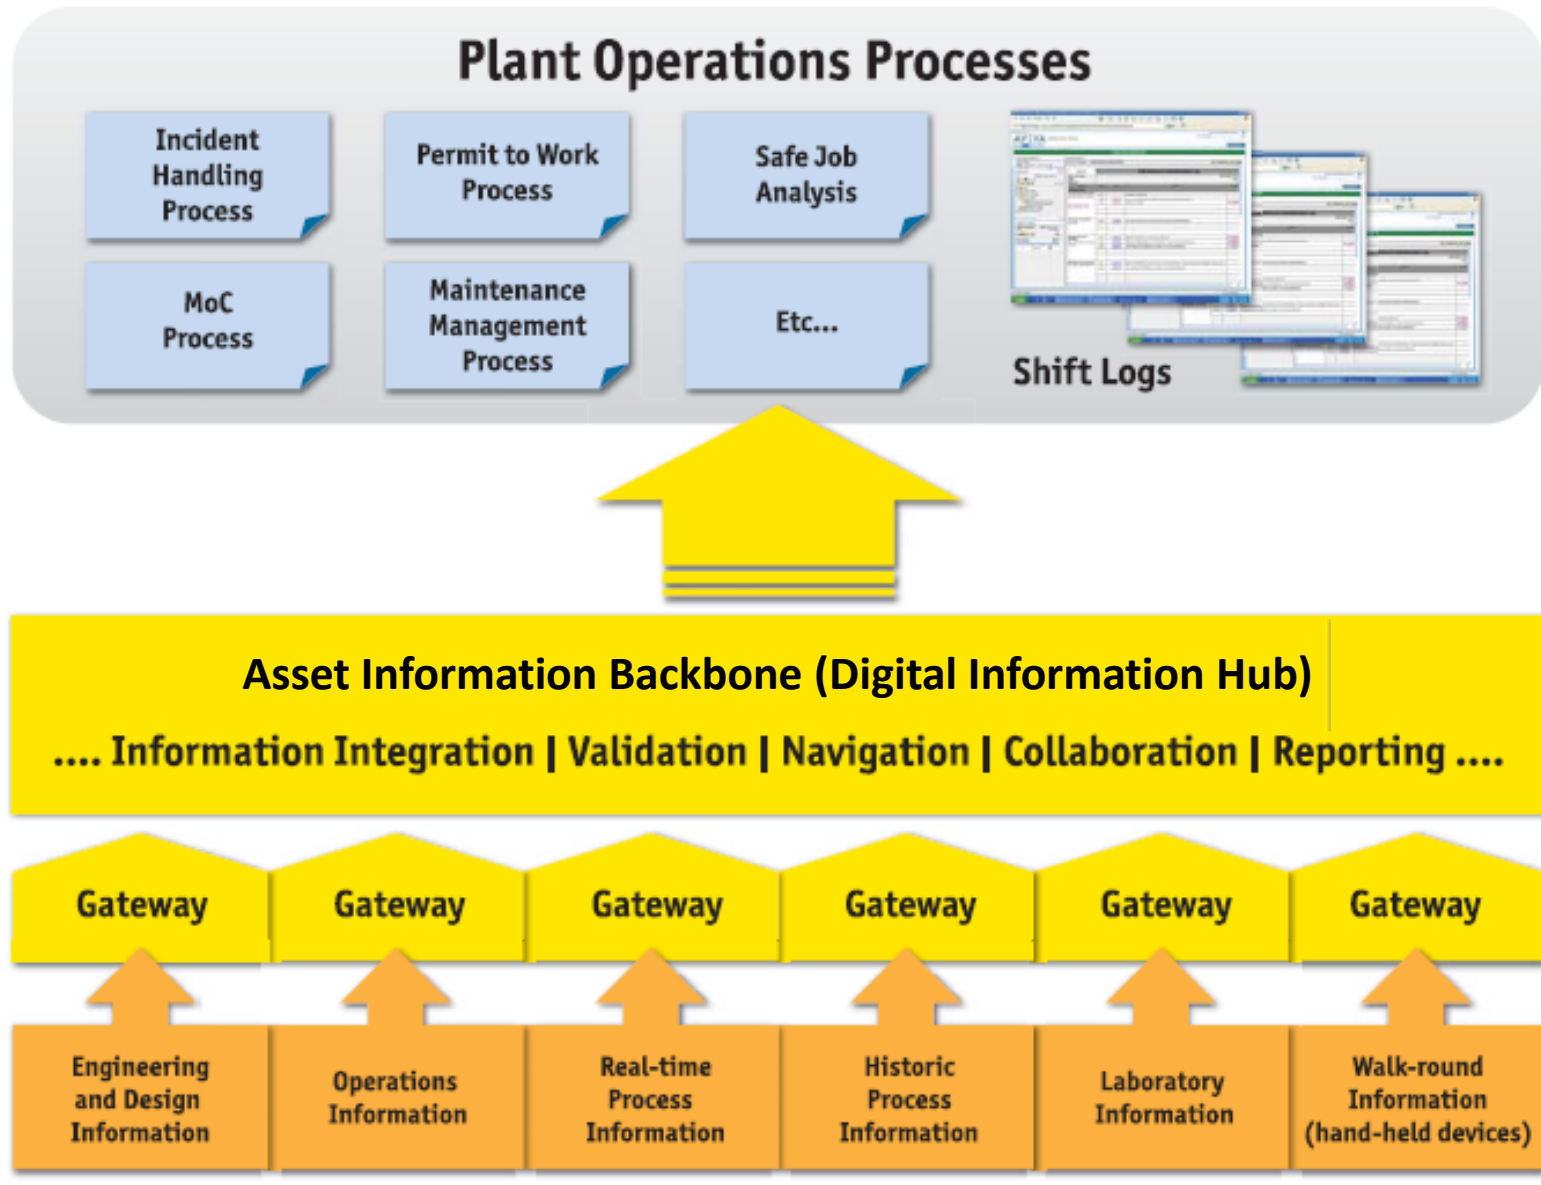 Plant Operations Processes
Incident
Handling
Process
Permit to Work
Process
Safe Job
Analysis
MoC
Process
Maintenance
Management
Process
Etc...
Shift Logs
Asset Information Backbone (Digital Information Hub)
.... Information Integration | Validation | Navigation | Collaboration | Reporting ....
Gateway
Gateway
Gateway
Gateway
Gateway
Gateway
Engineering
and Design
Information
Operations
Information
Real-time
Process
Information
Historic
Process
Information
Laboratory
Information
Walk-round
Information
(hand-held devices)